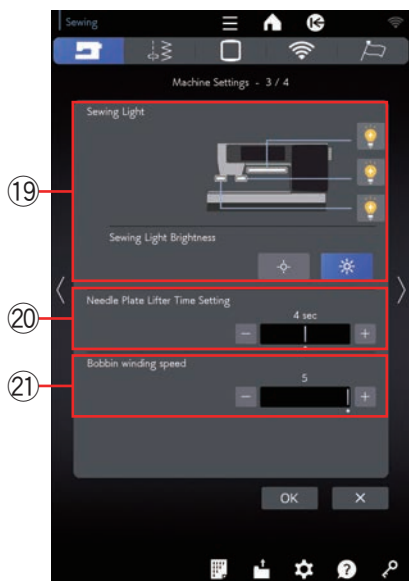 Sewing
Machine Settings - 3 / 4
Sewing Light
⑲
Sewing Light Brightness
Needle Plate Lifter Time Setting
⑳
4 sec
− +
Bobbin winding speed
㉑
5
− +
OK X
?